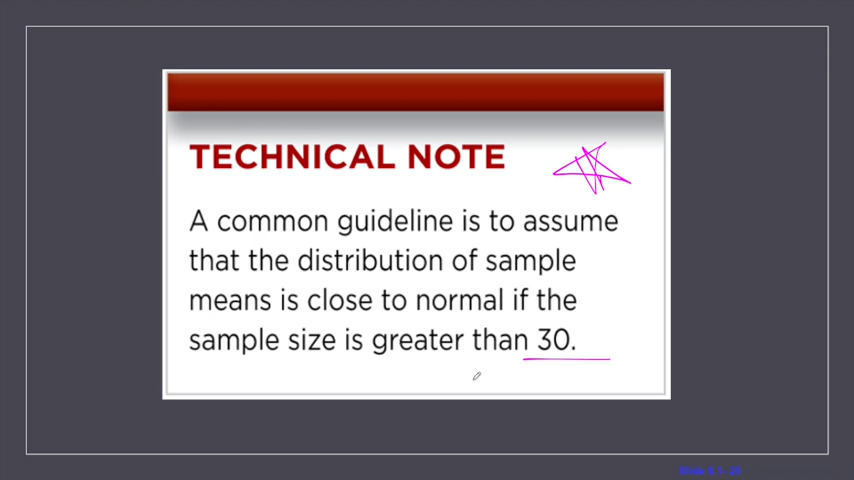 TECHNICAL NOTE
A common guideline is to assume
that the distribution of sample
means is close to normal if the
sample size is greater than 30.